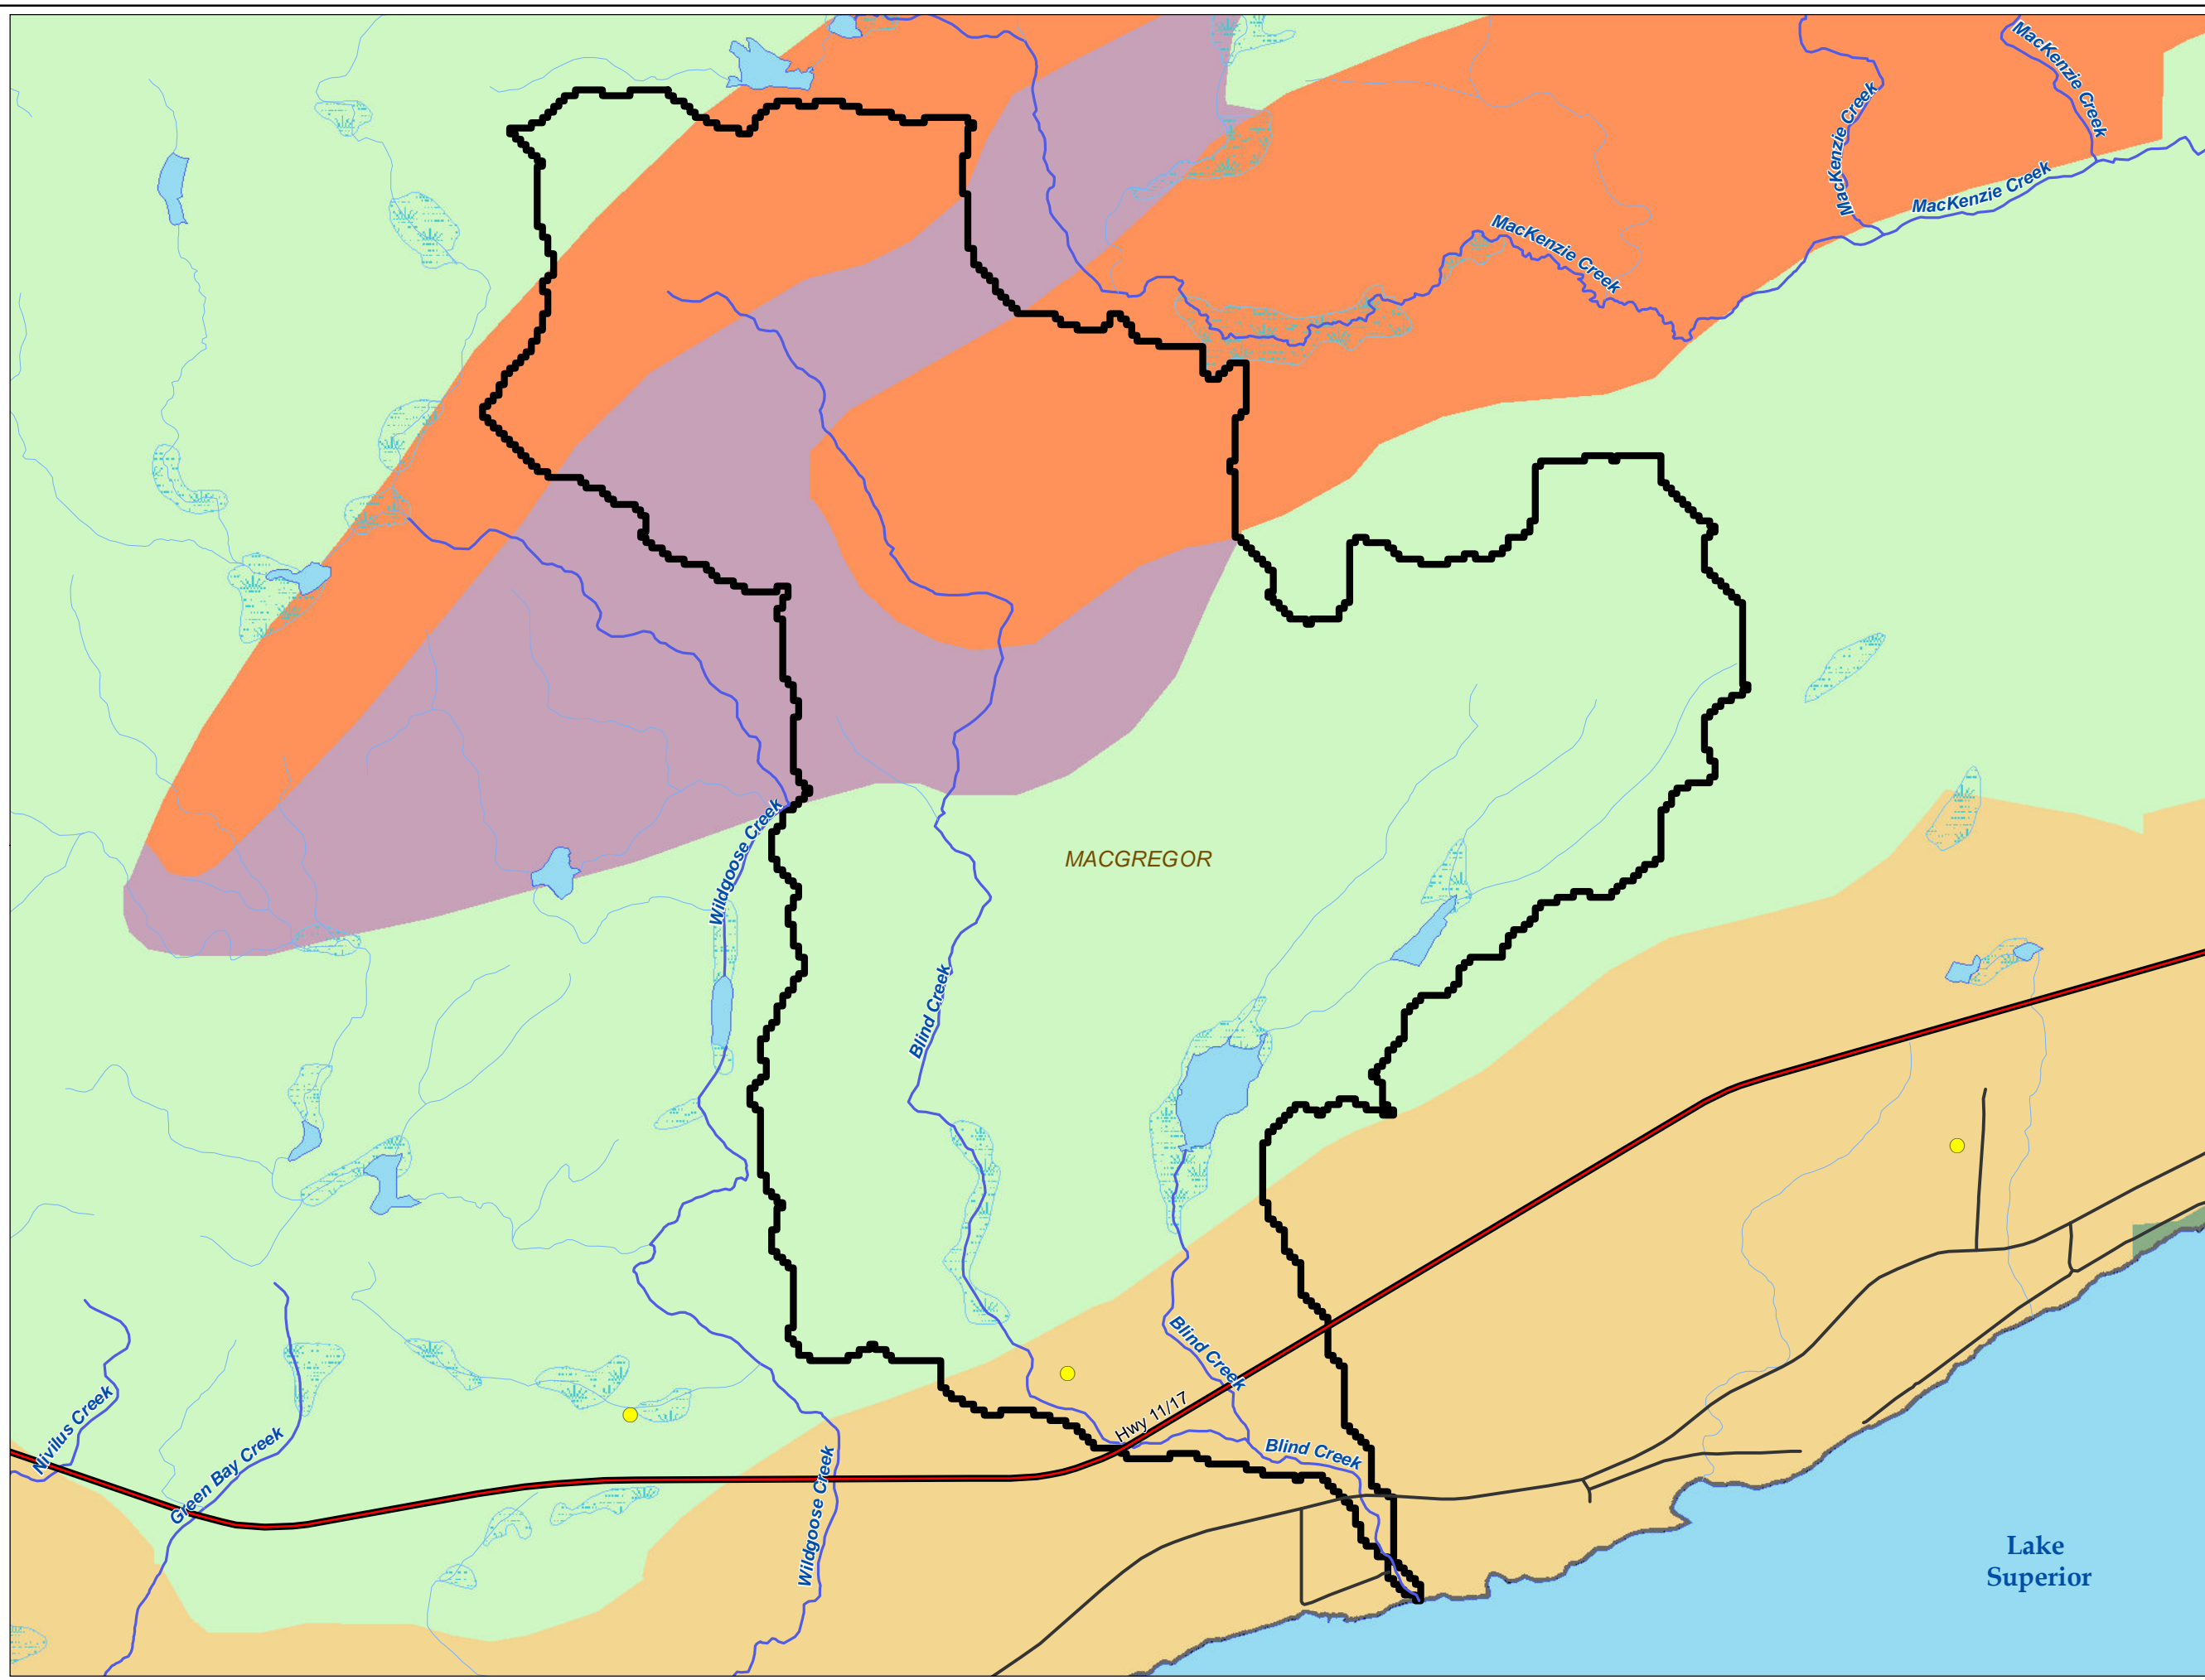 MacKenzie Creek
MacKenzie Creek
MacKenzie Creek
MacKenzie Creek
Wildgoose Creek
MACGREGOR
Blind Creek
Blind Creek
Hwy 11/17
Blind Creek
Nivilus Creek
Green Bay Creek
Wildgoose Creek
Lake
Superior